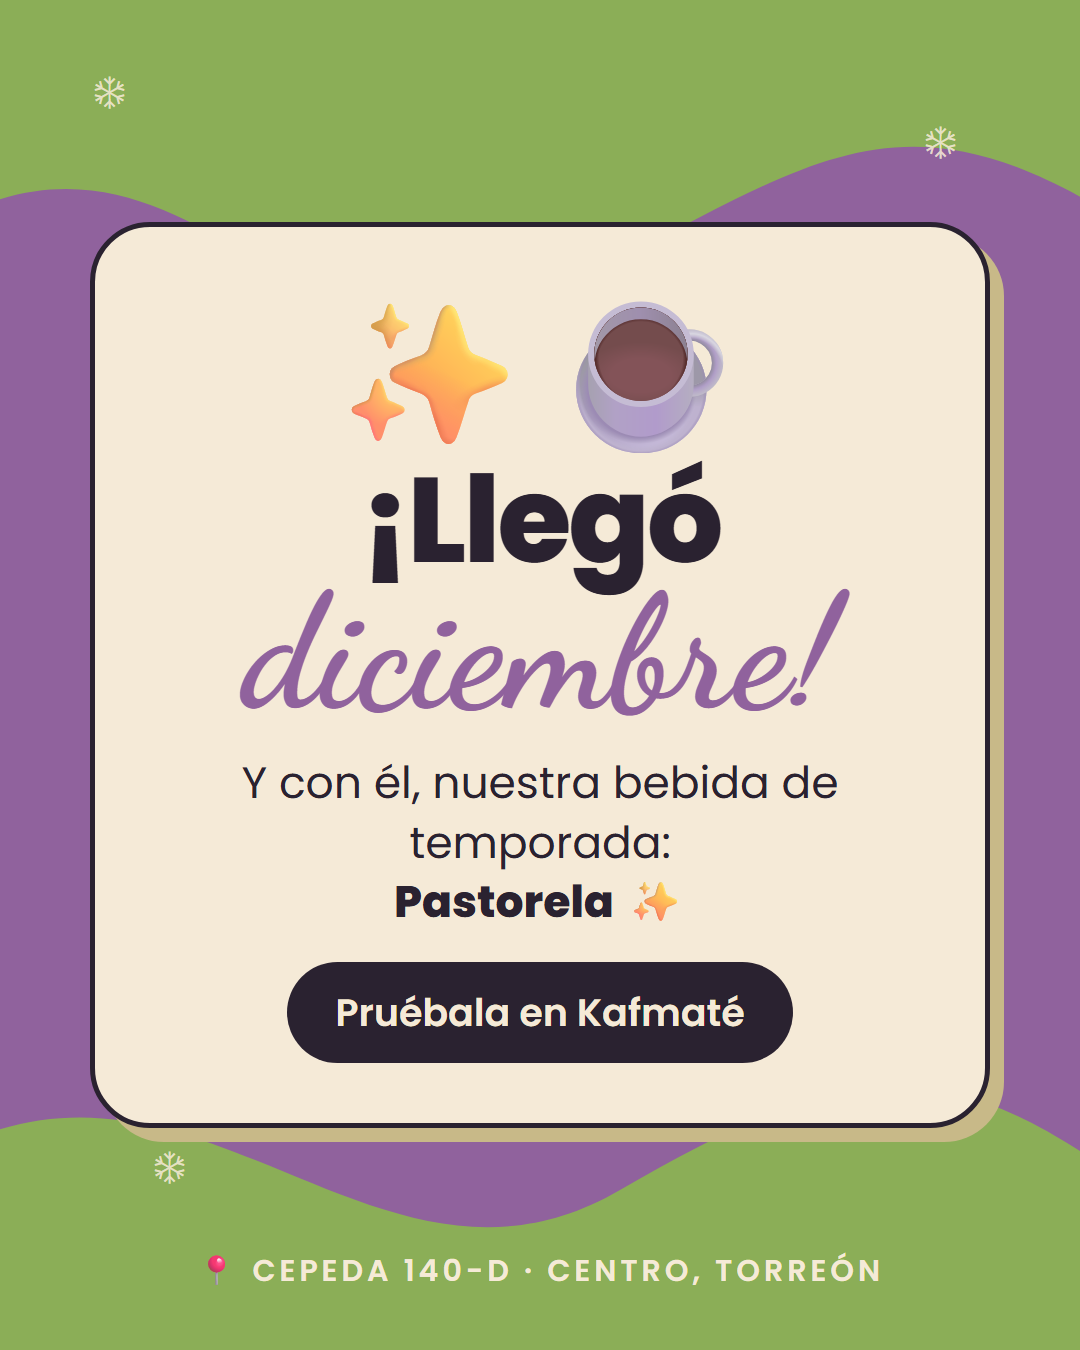 ¡Llegó
diciembre!
Y con él, nuestra bebida de
temporada:
Pastorela ✨
Pruébala en Kafmaté
📍 CEPEDA 140-D · CENTRO, TORREÓN